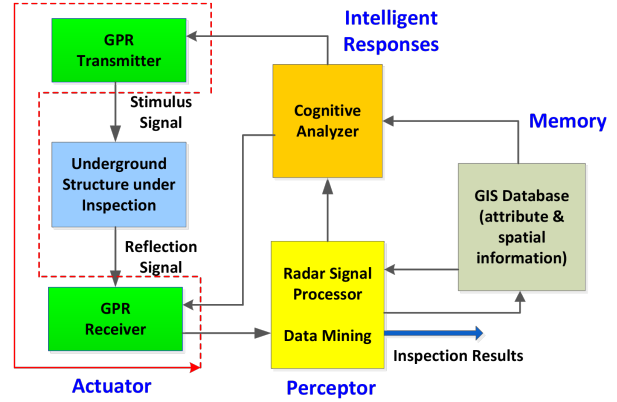 Intelligent
Responses
GPR
Transmitter
Stimulus
Signal
Cognitive
Analyzer
Memory
Underground
Structure under
Inspection
GIS Database
(attribute &
spatial
information)
Reflection
Signal
Radar Signal
Processor
Data Mining
GPR
Receiver
Inspection Results
Actuator
Perceptor